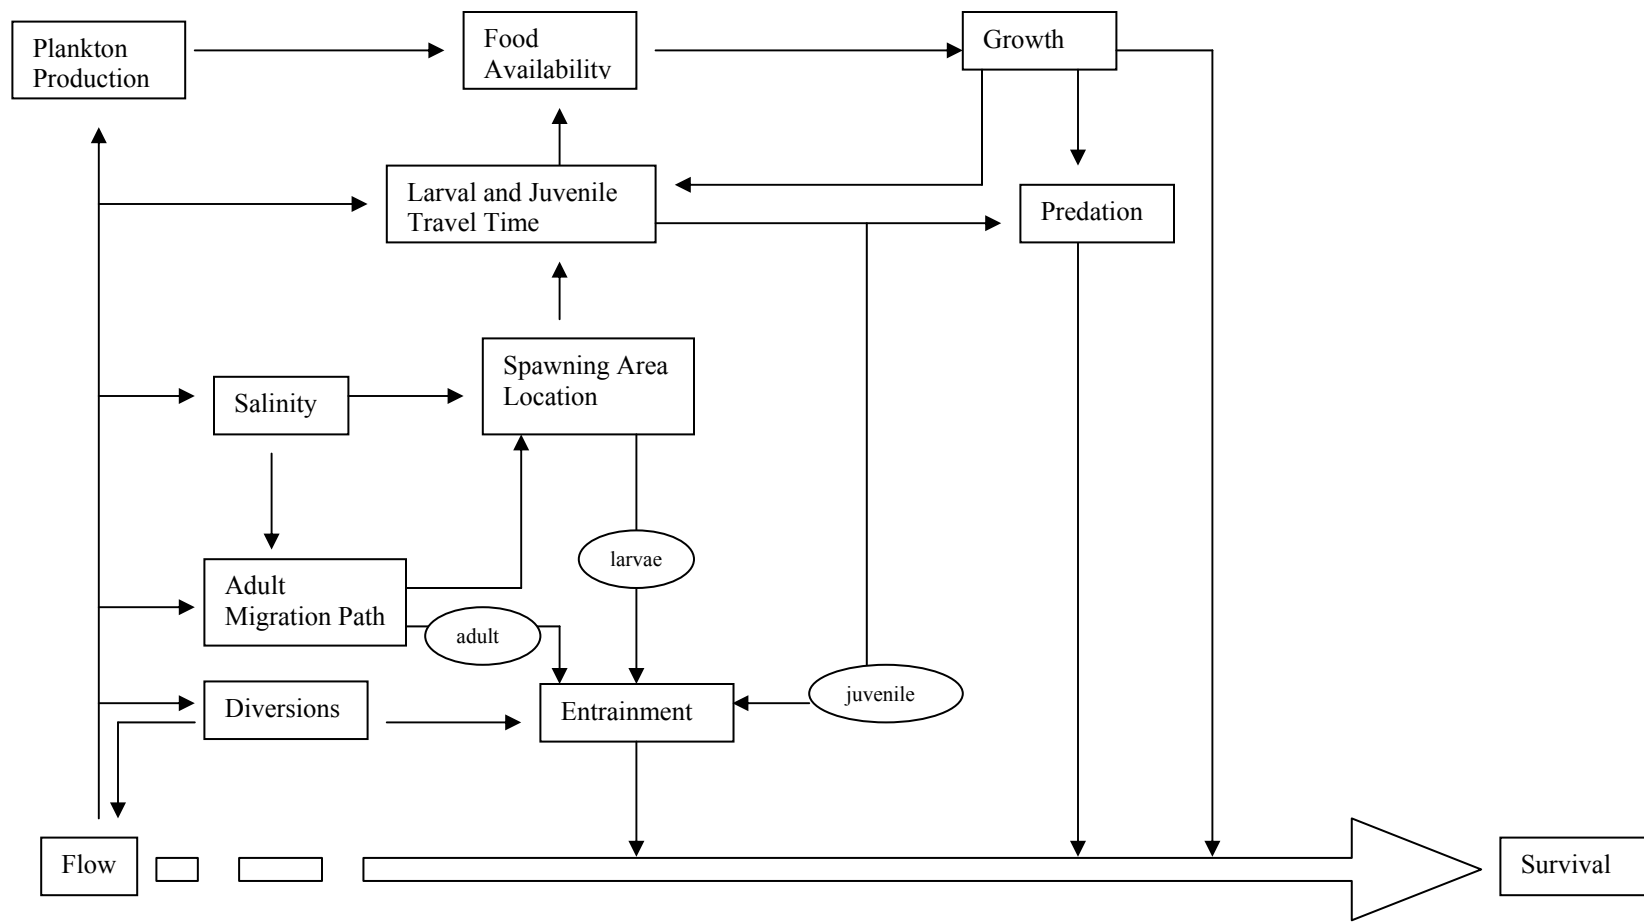 Plankton
Production
Food
Availability
Growth
Larval and Juvenile
Travel Time
Predation
Spawning Area
Location
Salinity
larvae
Adult
Migration Path
adult
juvenile
Diversions
Entrainment
Flow
Survival